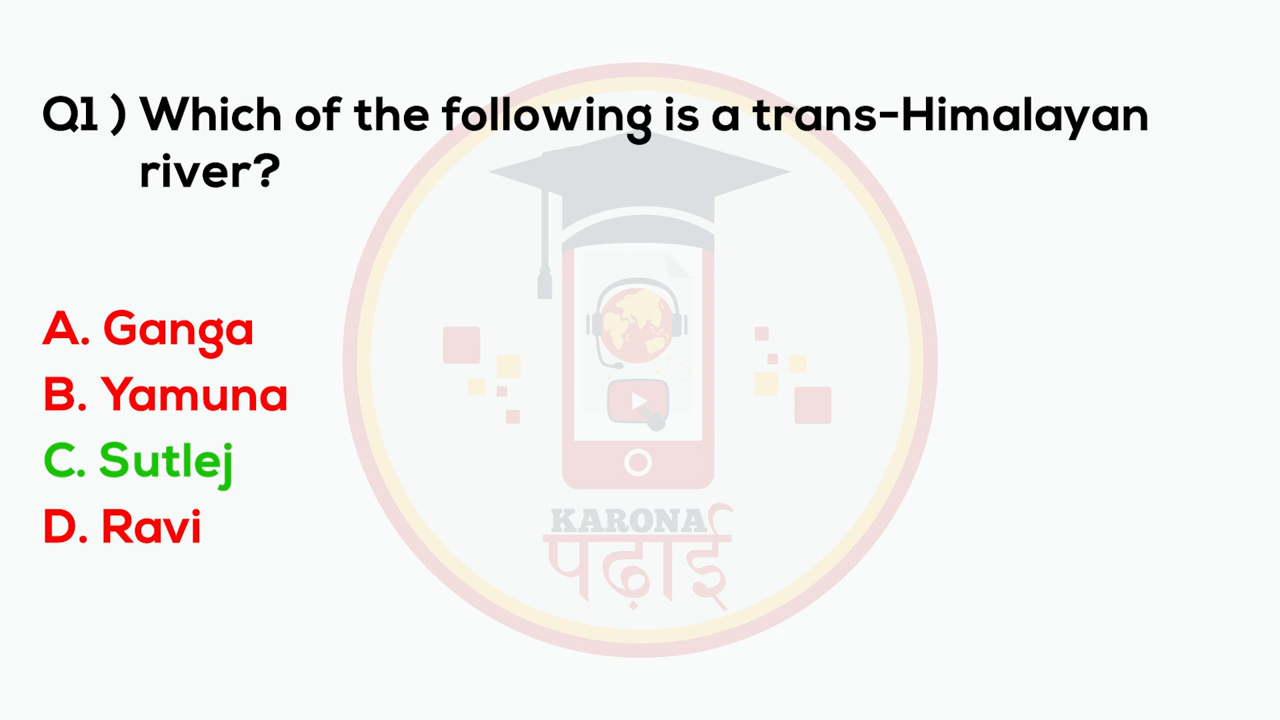 Q1 ) Which of the following is a trans-Himalayan
river?
A. Ganga
B. Yamuna
C. Sutlej
D. Ravi
KARONA
पढ़ाई